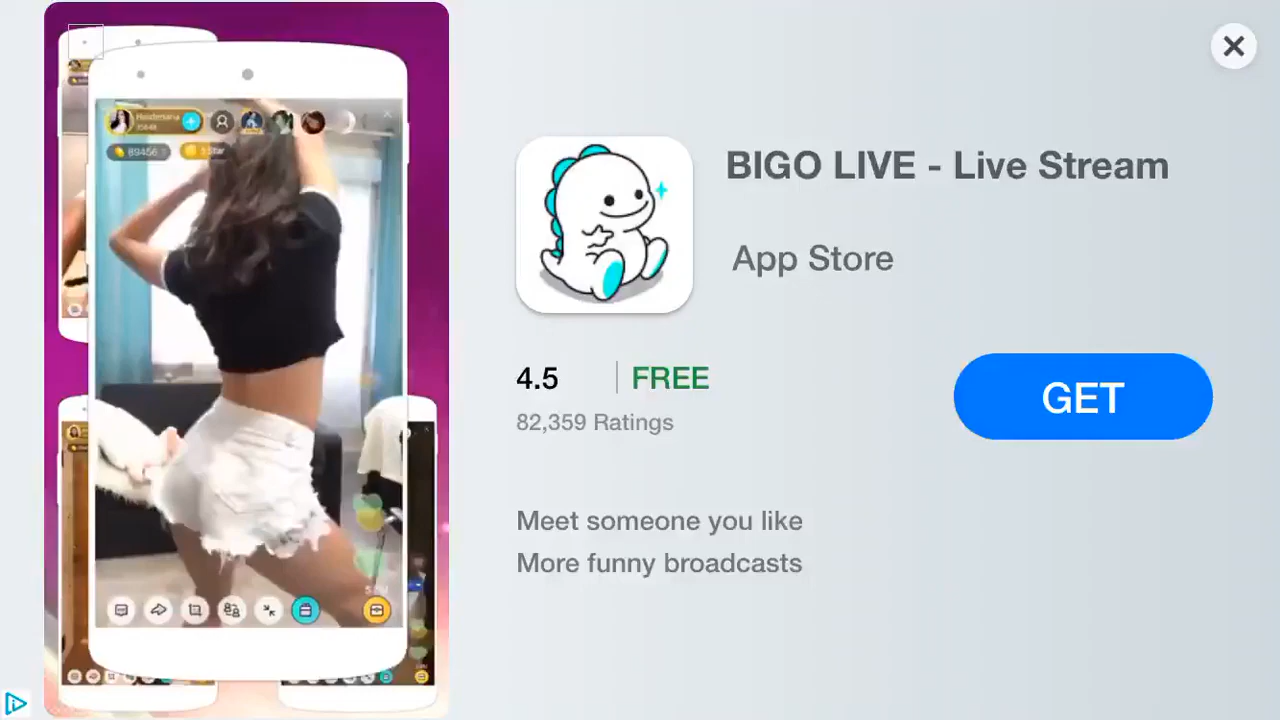 89456
BIGO LIVE - Live Stream
App Store
4.5
FREE
82,359 Ratings
GET
Meet someone you like
More funny broadcasts